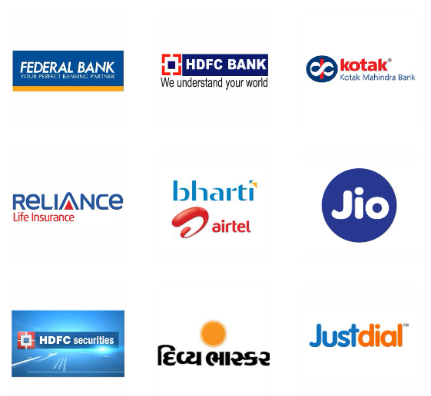 FEDERAL BANK
YOUR PERFECT BANKING PARTNER
HDFC BANK
We understand your world
kotak®
Kotak Mahindra Bank
RELIANCE
Life Insurance
bharti
airtel
Jio
HDFC securities
દિવ્ય ભાસ્કર
Justdial™